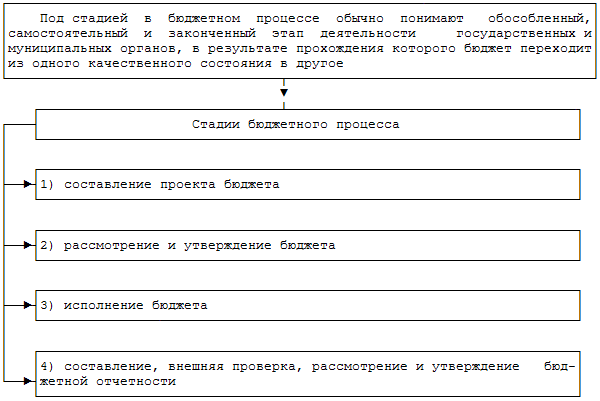 Под стадией в бюджетном процессе обычно понимают обособленный,
самостоятельный и законченный этап деятельности государственных и
муниципальных органов, в результате прохождения которого бюджет переходит
из одного качественного состояния в другое
Стадии бюджетного процесса
1) составление проекта бюджета
2) рассмотрение и утверждение бюджета
3) исполнение бюджета
4) составление, внешняя проверка, рассмотрение и утверждение бюд-
жетной отчетности